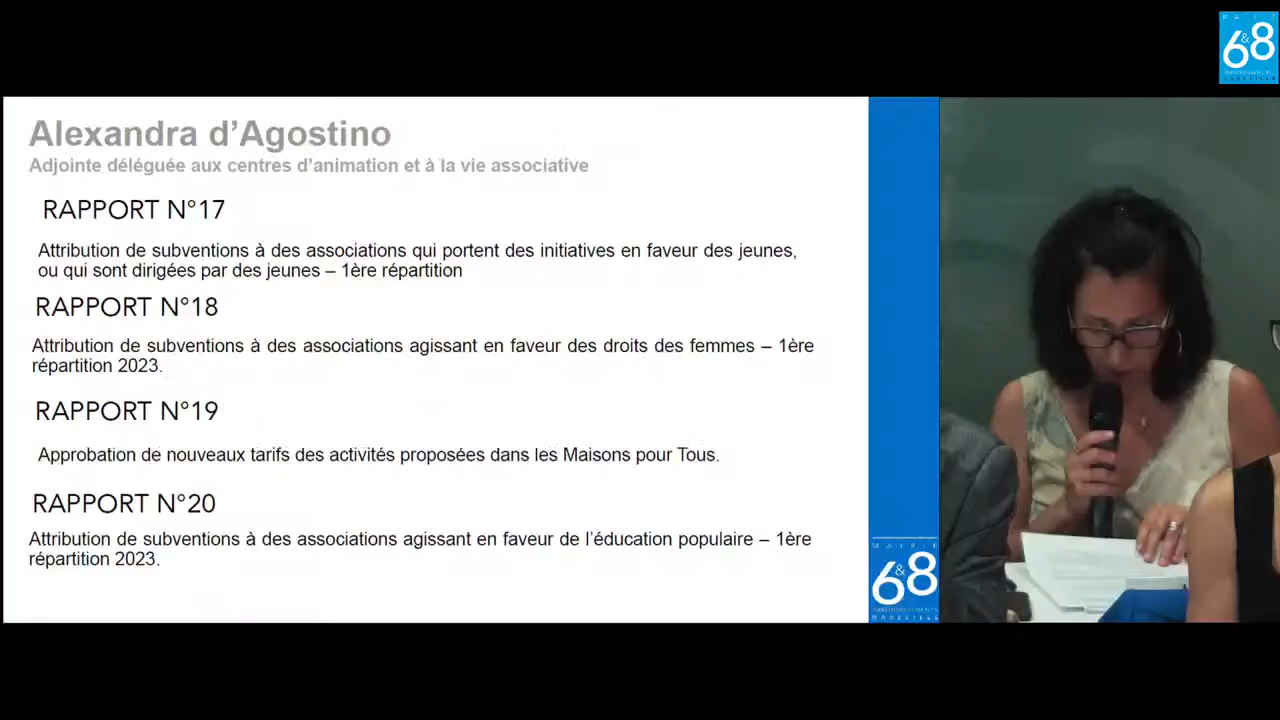 MAIRIE
6&8
Alexandra d’Agostino
Adjointe déléguée aux centres d’animation et à la vie associative
RAPPORT N°17
Attribution de subventions à des associations qui portent des initiatives en faveur des jeunes,
ou qui sont dirigées par des jeunes – 1ère répartition
RAPPORT N°18
Attribution de subventions à des associations agissant en faveur des droits des femmes – 1ère
répartition 2023.
RAPPORT N°19
Approbation de nouveaux tarifs des activités proposées dans les Maisons pour Tous.
RAPPORT N°20
Attribution de subventions à des associations agissant en faveur de l’éducation populaire – 1ère
répartition 2023.
MAIRIE
6&8
ARRONDISSEMENTS
MARSEILLE